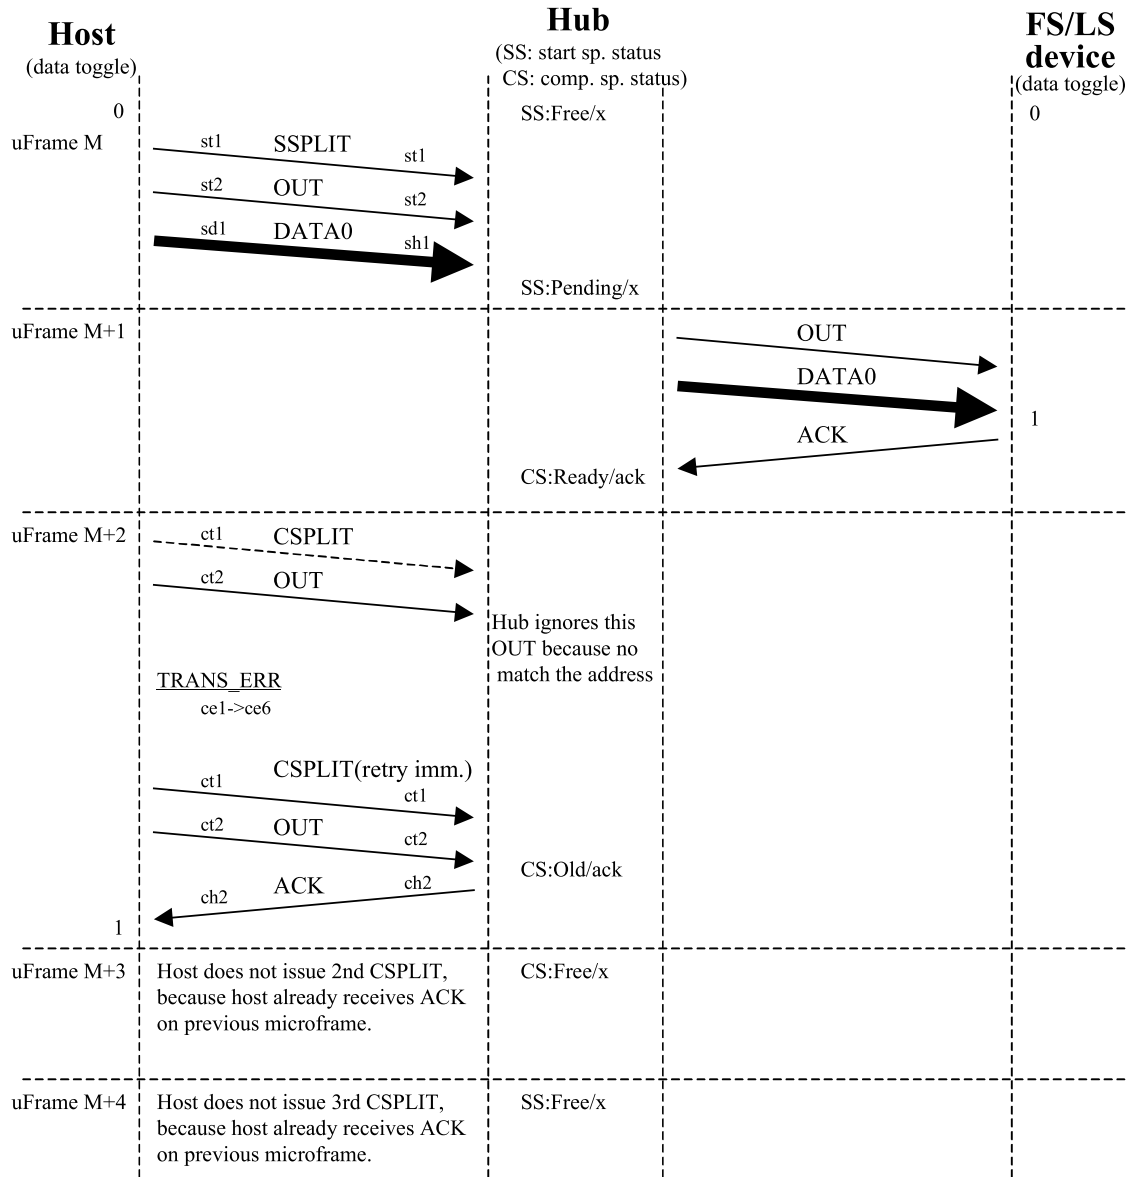 Host
(data toggle)
Hub
(SS: start sp. status
CS: comp. sp. status)
FS/LS
device
(data toggle)
0
SS:Free/x
0
uFrame M
st1
SSPLIT
st1
st2
OUT
st2
sd1
DATA0
sh1
SS:Pending/x
uFrame M+1
OUT
DATA0
1
ACK
CS:Ready/ack
uFrame M+2
ct1
CSPLIT
ct2
OUT
Hub ignores this
OUT because no
match the address
TRANS_ERR
ce1->ce6
CSPLIT(retry imm.)
ct1
ct1
ct2
OUT
ct2
CS:Old/ack
ch2
ACK
ch2
1
uFrame M+3
Host does not issue 2nd CSPLIT,
because host already receives ACK
on previous microframe.
CS:Free/x
uFrame M+4
Host does not issue 3rd CSPLIT,
because host already receives ACK
on previous microframe.
SS:Free/x